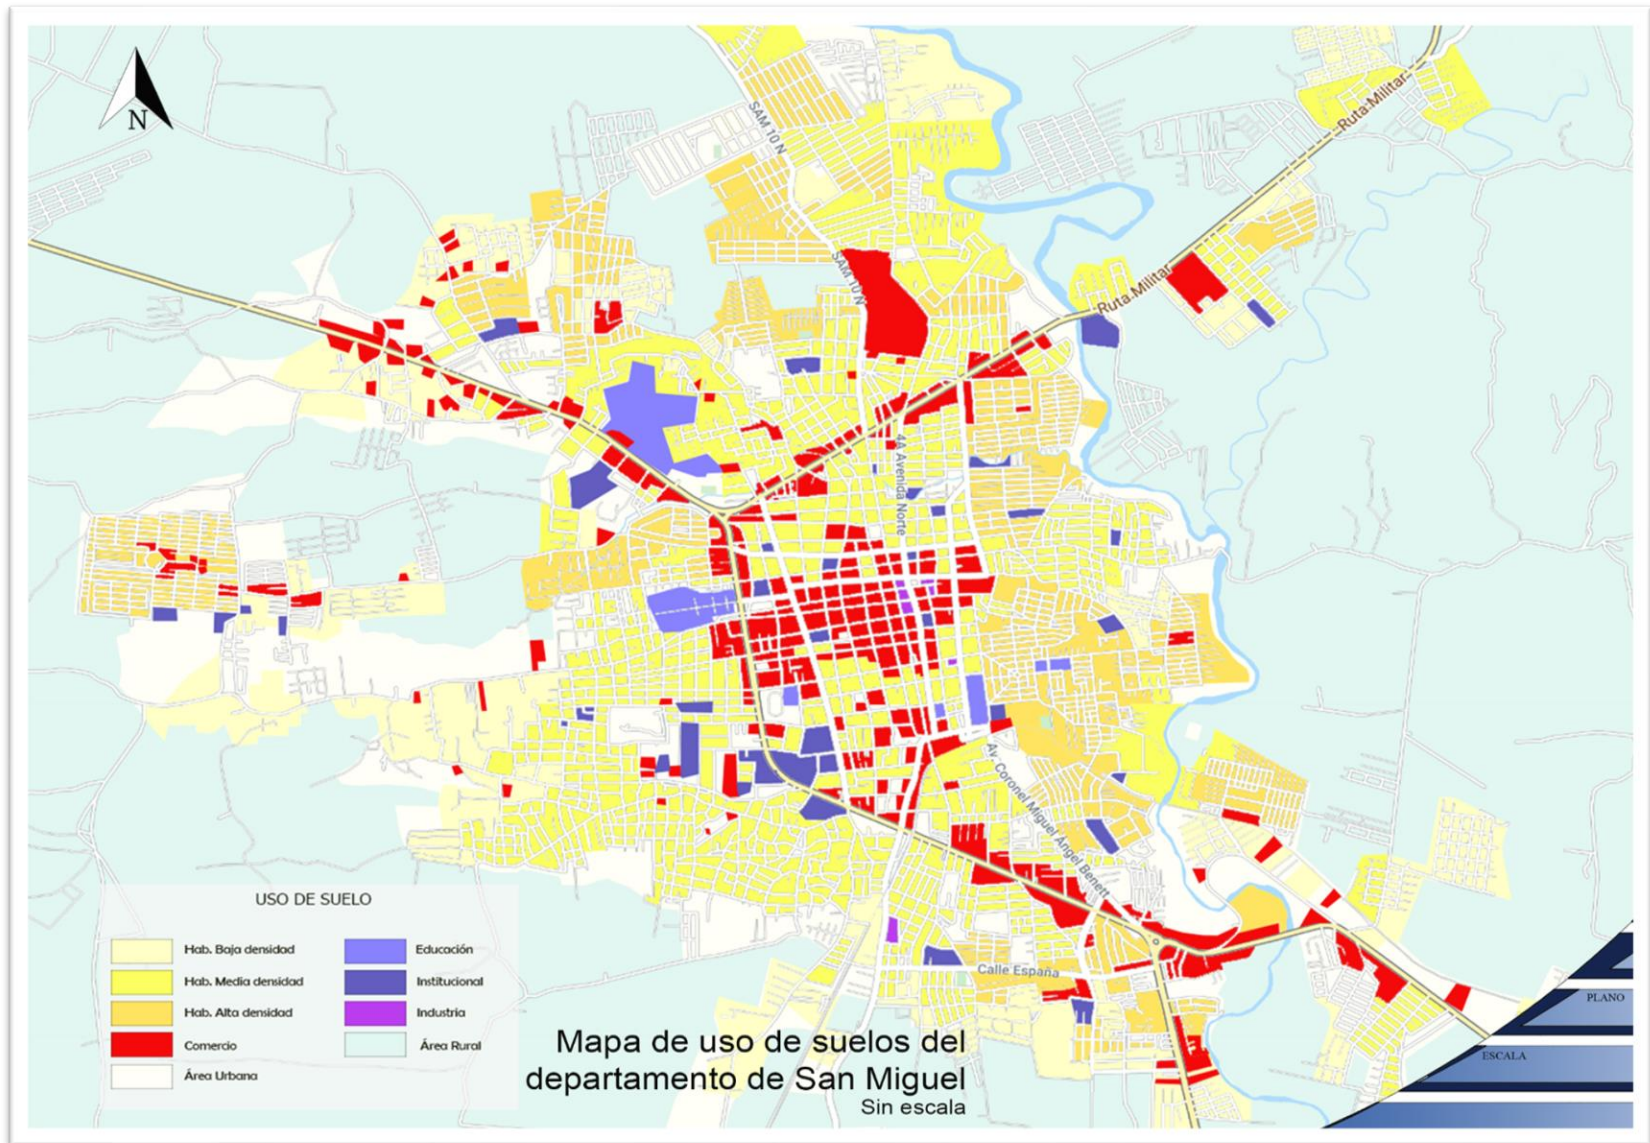 N
SAM 10 N
Ruta Militar
SAM 10 N
Ruta Militar
4A Avenida Norte
Av. Coronel Miguel Ángel Benett
Calle España
USO DE SUELO
Hab. Baja densidad
Hab. Media densidad
Hab. Alta densidad
Comercio
Área Urbana
Educación
Institucional
Industria
Área Rural
Mapa de uso de suelos del
departamento de San Miguel
Sin escala
PLANO
ESCALA